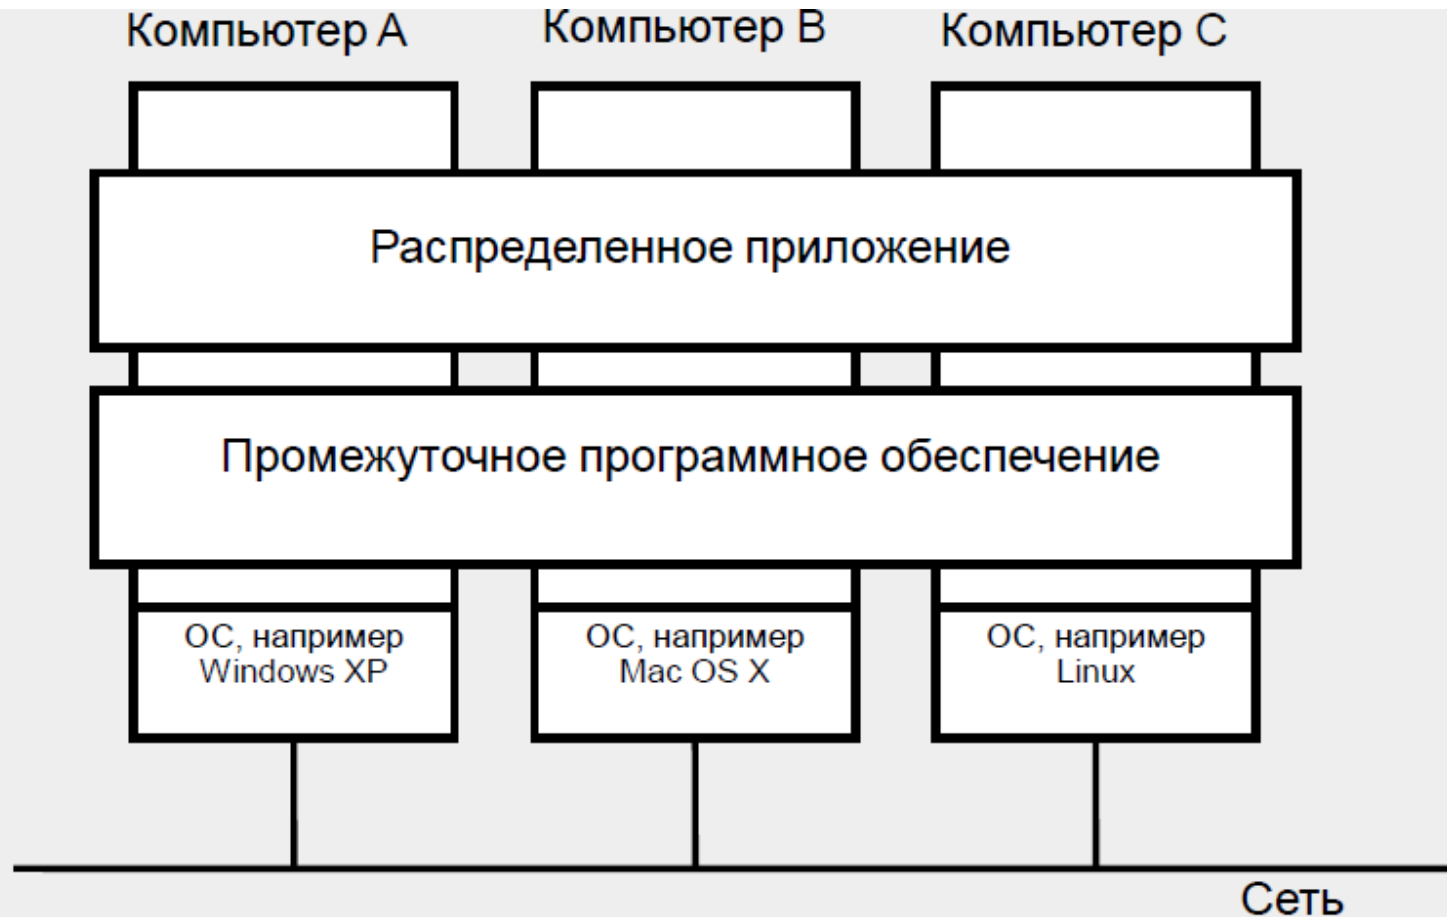 Компьютер A
Компьютер B
Компьютер C
Распределенное приложение
Промежуточное программное обеспечение
ОС, например
Windows XP
ОС, например
Mac OS X
ОС, например
Linux
Сеть